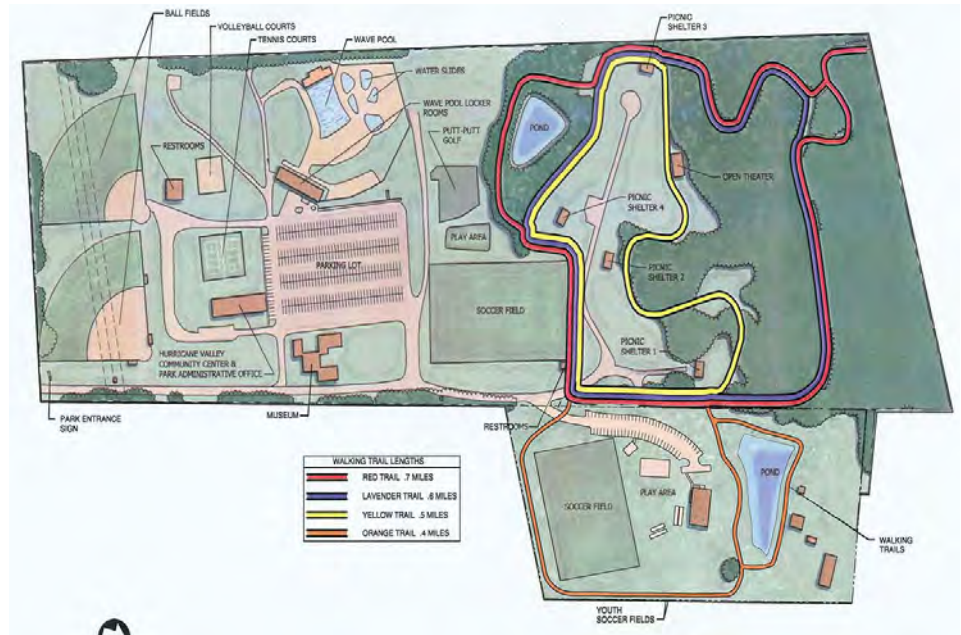 BALL FIELDS
VOLLEYBALL COURTS
TENNIS COURTS
WAVE POOL
PICNIC
SHELTER 3
WATER SLIDES
WAVE POOL LOCKER
ROOMS
PUTT-PUTT
GOLF
POND
RESTROOMS
OPEN THEATER
PICNIC
SHELTER 4
PLAY AREA
PARKING LOT
PICNIC
SHELTER 2
SOCCER FIELD
PICNIC
SHELTER 1
HURRICANE VALLEY
COMMUNITY CENTER &
PARK ADMINISTRATIVE OFFICE
PARK ENTRANCE
SIGN
MUSEUM
RESTROOMS
WALKING TRAIL LENGTHS
RED TRAIL .7 MILES
LAVENDER TRAIL .6 MILES
YELLOW TRAIL .5 MILES
ORANGE TRAIL .4 MILES
SOCCER FIELD
PLAY AREA
POND
WALKING
TRAILS
YOUTH
SOCCER FIELDS